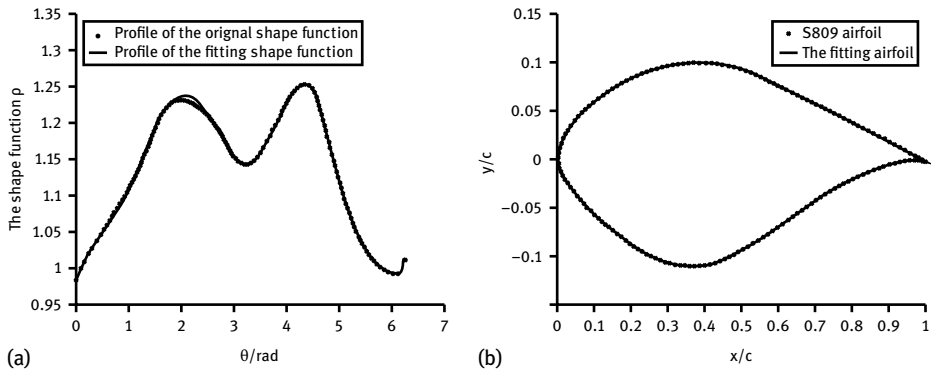 1.35
1.3
1.25
1.2
1.15
1.1
1.05
1
0.95
The shape function ρ
Profile of the orignal shape function
Profile of the fitting shape function
0 1 2 3 4 5 6 7
θ/rad
(a)
0.15
0.1
0.05
0
−0.05
−0.1
y/c
S809 airfoil
The fitting airfoil
0 0.1 0.2 0.3 0.4 0.5 0.6 0.7 0.8 0.9 1
x/c
(b)